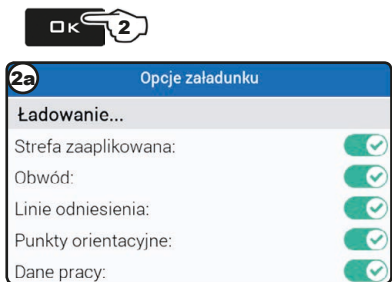 OK
2
2a
Opcje załadunku
Ładowanie...
Strefa zaaplikowana:
Obwód:
Linie odniesienia:
Punkty orientacyjne:
Dane pracy: